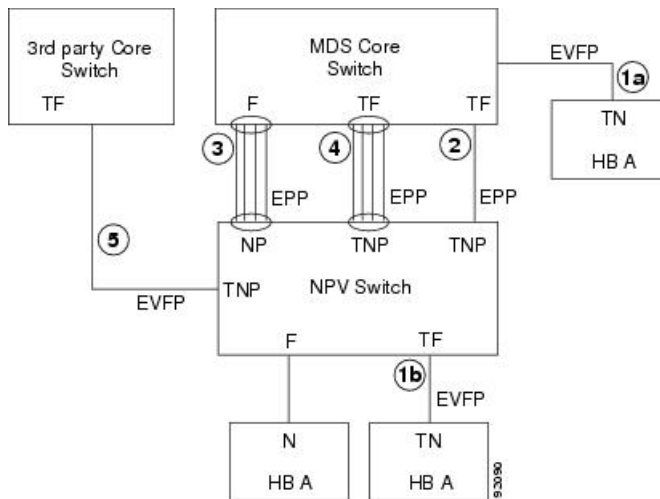 3rd party Core
Switch
TF
MDS Core
Switch
F
TF
TF
EVFP
1a
TN
HB A
3
4
2
EPP
EPP
EPP
5
NP
TNP
TNP
EVFP
TNP
NPV Switch
F
TF
1b
EVFP
N
HB A
TN
HB A
92090